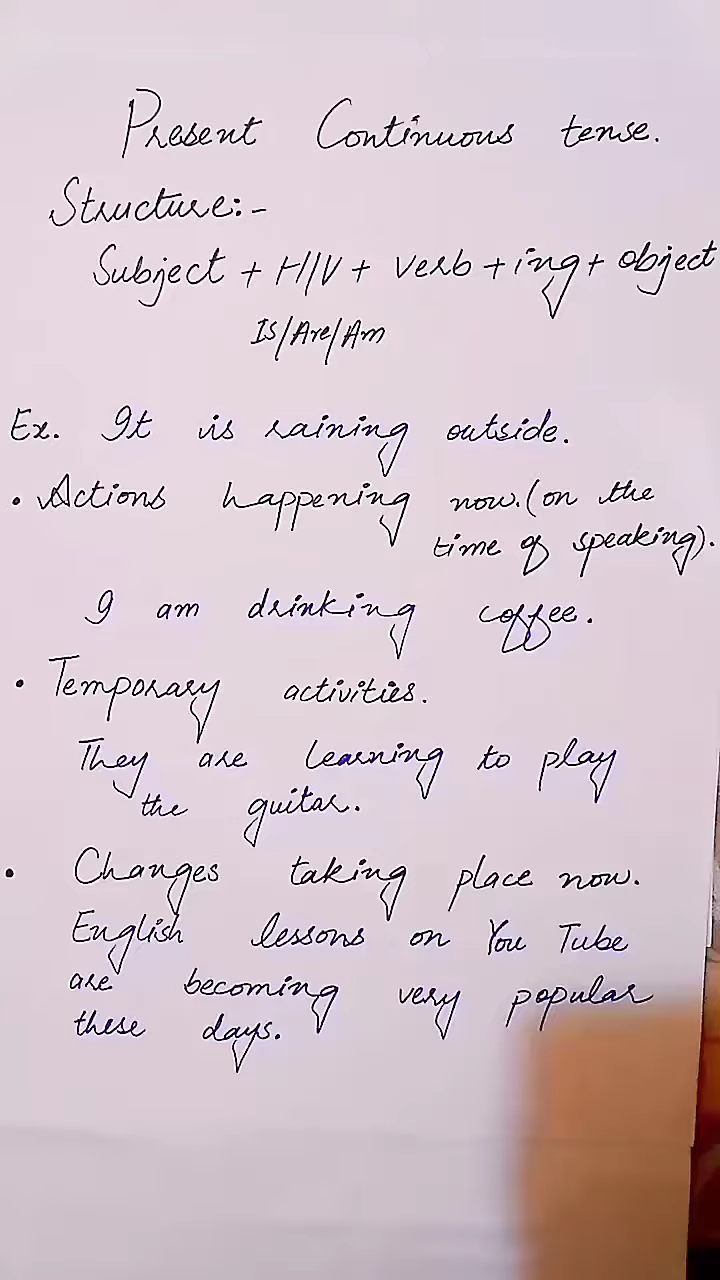 Present Continuous tense.
Structure:-
Subject + H/V + verb + ing + object
Is/Are/Am
Ex. It is raining outside.
• Actions happening now. (on the
time of speaking).
I am drinking coffee.
• Temporary activities.
They are learning to play
the guitar.
• Changes taking place now.
English lessons on You Tube
are becoming very popular
these days.